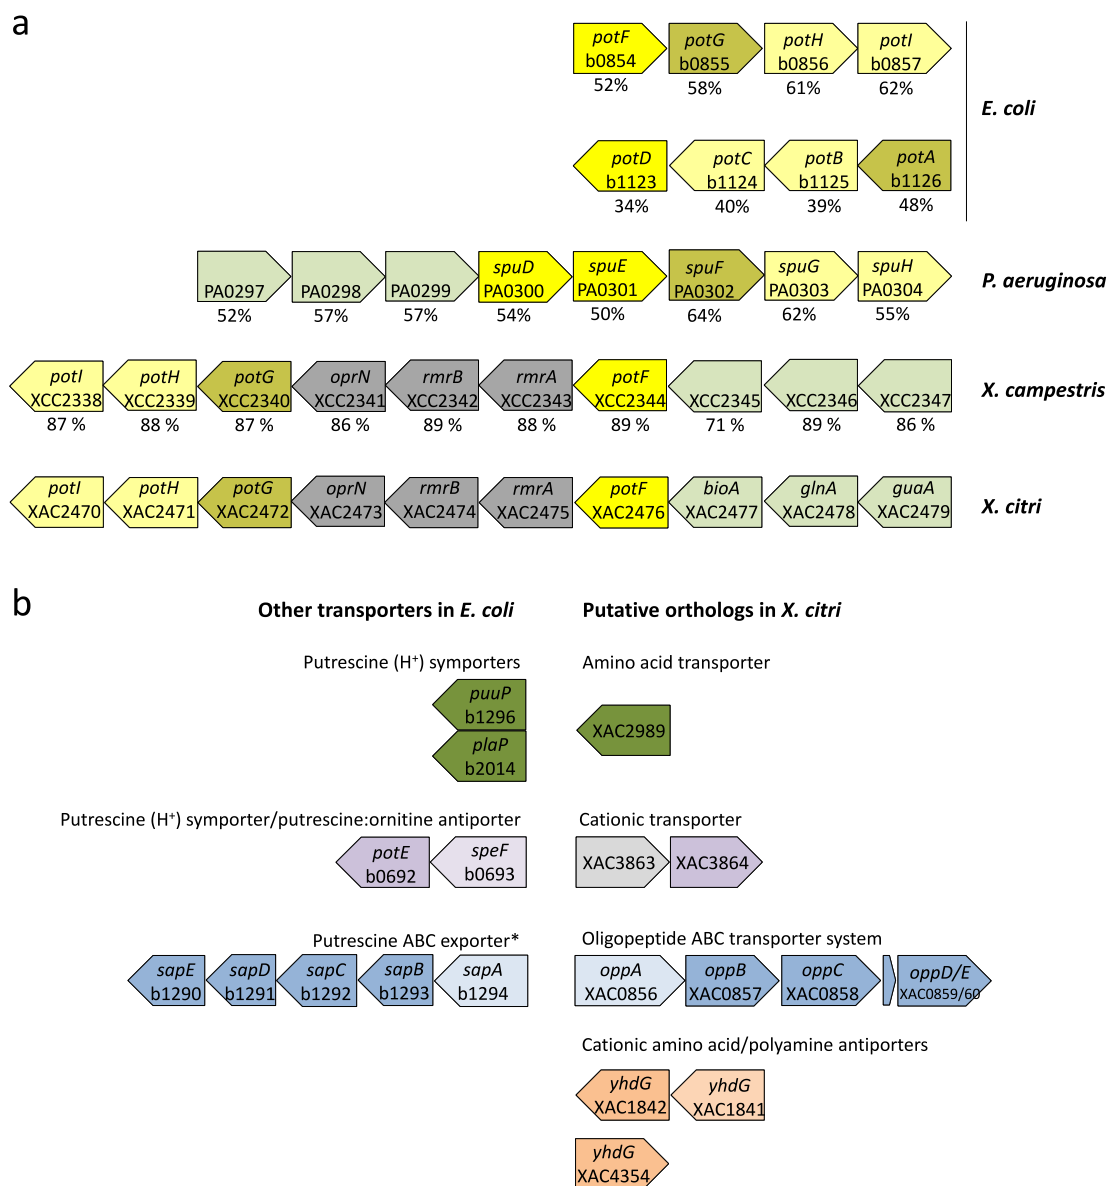 a
potF potG potH potI
b0854 b0855 b0856 b0857
52% 58% 61% 62%
E. coli
potD potC potB potA
b1123 b1124 b1125 b1126
34% 40% 39% 48%
spuD spuE spuF spuG spuH
PA0297 PA0298 PA0299 PA0300 PA0301 PA0302 PA0303 PA0304
P. aeruginosa
52% 57% 57% 54% 50% 64% 62% 55%
potI potH potG oprN rmrB rmrA potF
XCC2338 XCC2339 XCC2340 XCC2341 XCC2342 XCC2343 XCC2344 XCC2345 XCC2346 XCC2347
X. campestris
87 % 88 % 87 % 86 % 89 % 88 % 89 % 71 % 89 % 86 %
potI potH potG oprN rmrB rmrA potF bioA glnA guaA
XAC2470 XAC2471 XAC2472 XAC2473 XAC2474 XAC2475 XAC2476 XAC2477 XAC2478 XAC2479
X. citri
b
Other transporters in E. coli
Putative orthologs in X. citri
Putrescine (H⁺) symporters
Amino acid transporter
puuP
b1296
plaP
b2014
XAC2989
Putrescine (H⁺) symporter/putrescine:ornitine antiporter
Cationic transporter
potE speF
b0692 b0693
XAC3863 XAC3864
Putrescine ABC exporter*
Oligopeptide ABC transporter system
sapE sapD sapC sapB sapA
b1290 b1291 b1292 b1293 b1294
oppA oppB oppC oppD/E
XAC0856 XAC0857 XAC0858 XAC0859/60
Cationic amino acid/polyamine antiporters
yhdG yhdG
XAC1842 XAC1841
yhdG
XAC4354